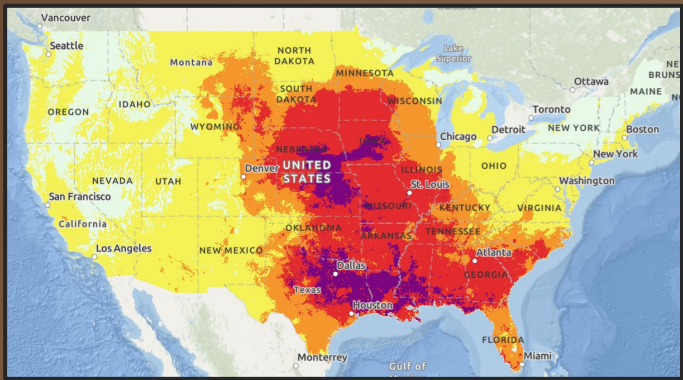 Vancouver
Seattle
Montana
NORTH
DAKOTA
MINNESOTA
Lake
Superior
Ottawa
MAINE
NE
BRUNS
OREGON
IDAHO
WYOMING
SOUTH
DAKOTA
WISCONSIN
Toronto
Detroit
NEW YORK
Boston
Chicago
New York
NEVADA
UTAH
Denver
NEBRASKA
UNITED
STATES
ILLINOIS
OHIO
St. Louis
Washington
San Francisco
California
MISSOURI
KENTUCKY
VIRGINIA
Los Angeles
NEW MEXICO
OKLAHOMA
ARKANSAS
TENNESSEE
Atlanta
GEORGIA
Dallas
Texas
Houston
FLORIDA
Miami
Monterrey
Gulf of